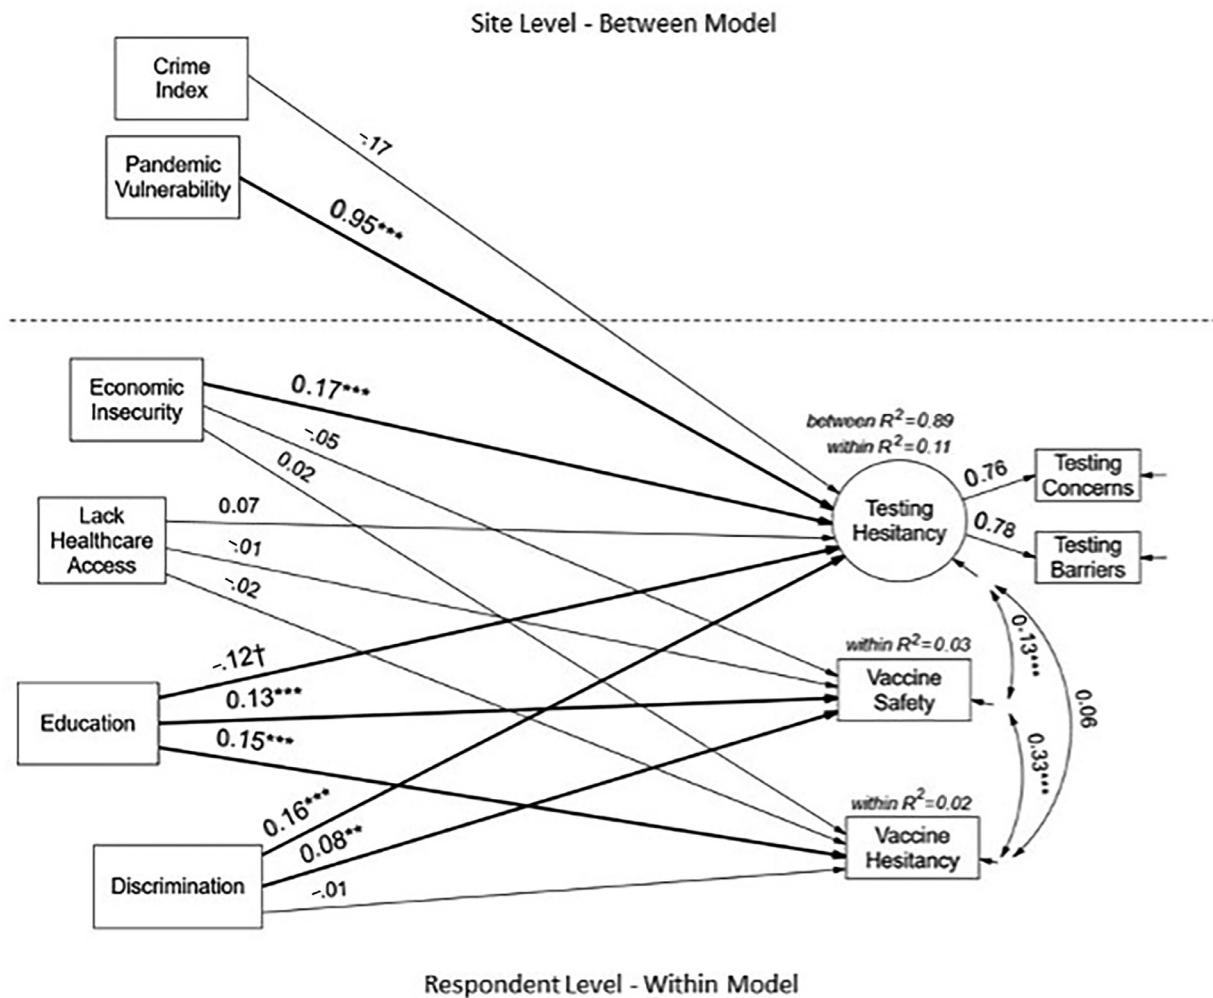 Site Level - Between Model
Crime
Index
-.17
Pandemic
Vulnerability
0.95***
Economic
Insecurity
0.17***
-.05
0.02
between R²=0.89
within R²=0.11
Testing
Hesitancy
0.76
Testing
Concerns
0.78
Testing
Barriers
Lack
Healthcare
Access
0.07
-.01
-.02
Education
-.12†
0.13***
0.15***
within R²=0.03
Vaccine
Safety
0.13***
0.06
0.33***
Discrimination
0.16***
0.08**
-.01
within R²=0.02
Vaccine
Hesitancy
Respondent Level - Within Model